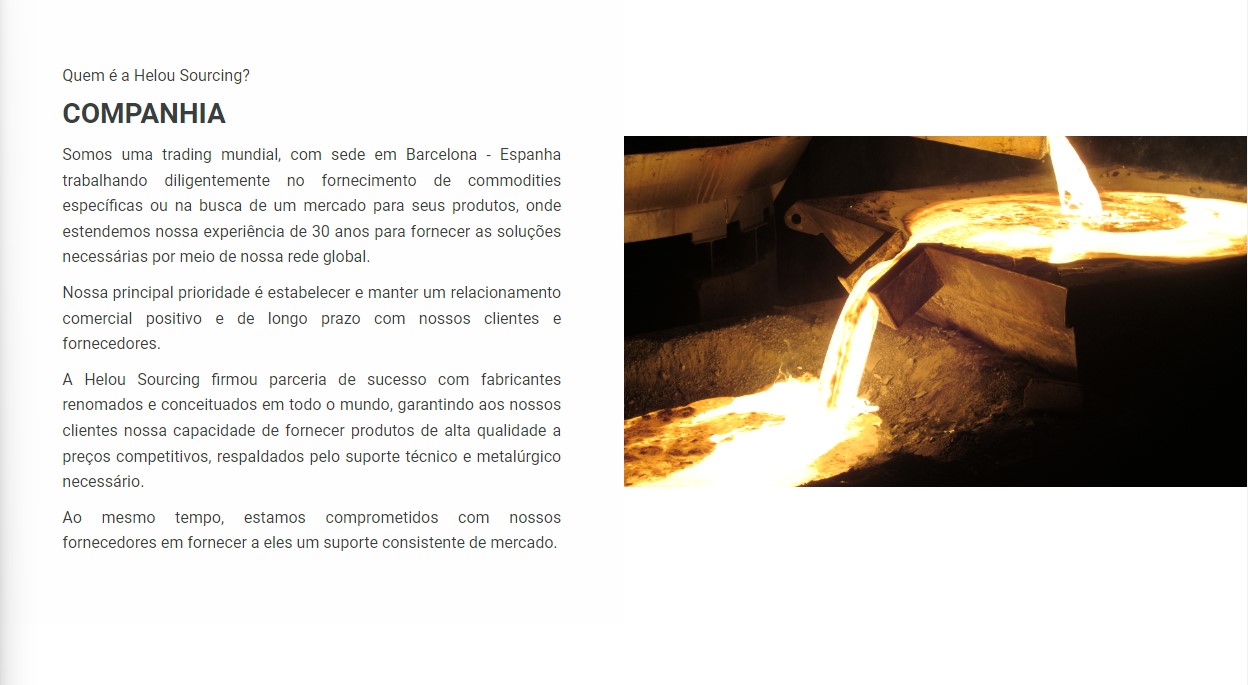 Quem é a Helou Sourcing?
COMPANHIA
Somos uma trading mundial, com sede em Barcelona - Espanha
trabalhando diligentemente no fornecimento de commodities
específicas ou na busca de um mercado para seus produtos, onde
estendemos nossa experiência de 30 anos para fornecer as soluções
necessárias por meio de nossa rede global.
Nossa principal prioridade é estabelecer e manter um relacionamento
comercial positivo e de longo prazo com nossos clientes e
fornecedores.
A Helou Sourcing firmou parceria de sucesso com fabricantes
renomados e conceituados em todo o mundo, garantindo aos nossos
clientes nossa capacidade de fornecer produtos de alta qualidade a
preços competitivos, respaldados pelo suporte técnico e metalúrgico
necessário.
Ao mesmo tempo, estamos comprometidos com nossos
fornecedores em fornecer a eles um suporte consistente de mercado.